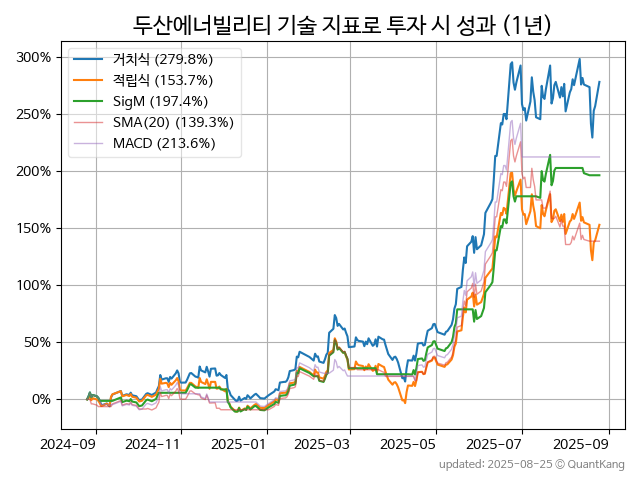 두산에너빌리티 기술 지표로 투자 시 성과 (1년)
300%
250%
200%
150%
100%
50%
0%
거치식 (279.8%)
적립식 (153.7%)
SigM (197.4%)
SMA(20) (139.3%)
MACD (213.6%)
2024-09 2024-11 2025-01 2025-03 2025-05 2025-07 2025-09
updated: 2025-08-25 © QuantKang